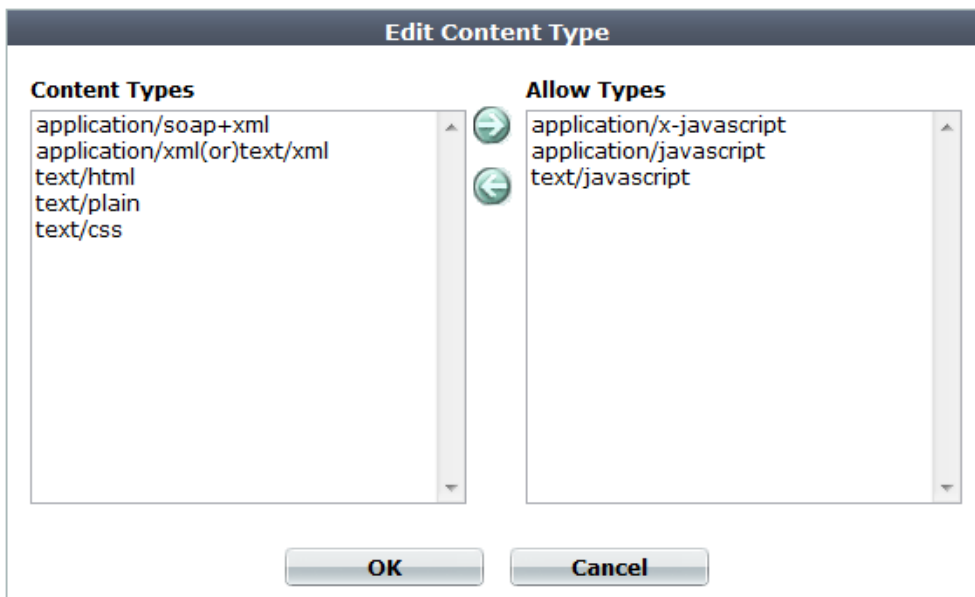 Edit Content Type
Content Types
application/soap+xml
application/xml(or)text/xml
text/html
text/plain
text/css
Allow Types
application/x-javascript
application/javascript
text/javascript
OK
Cancel